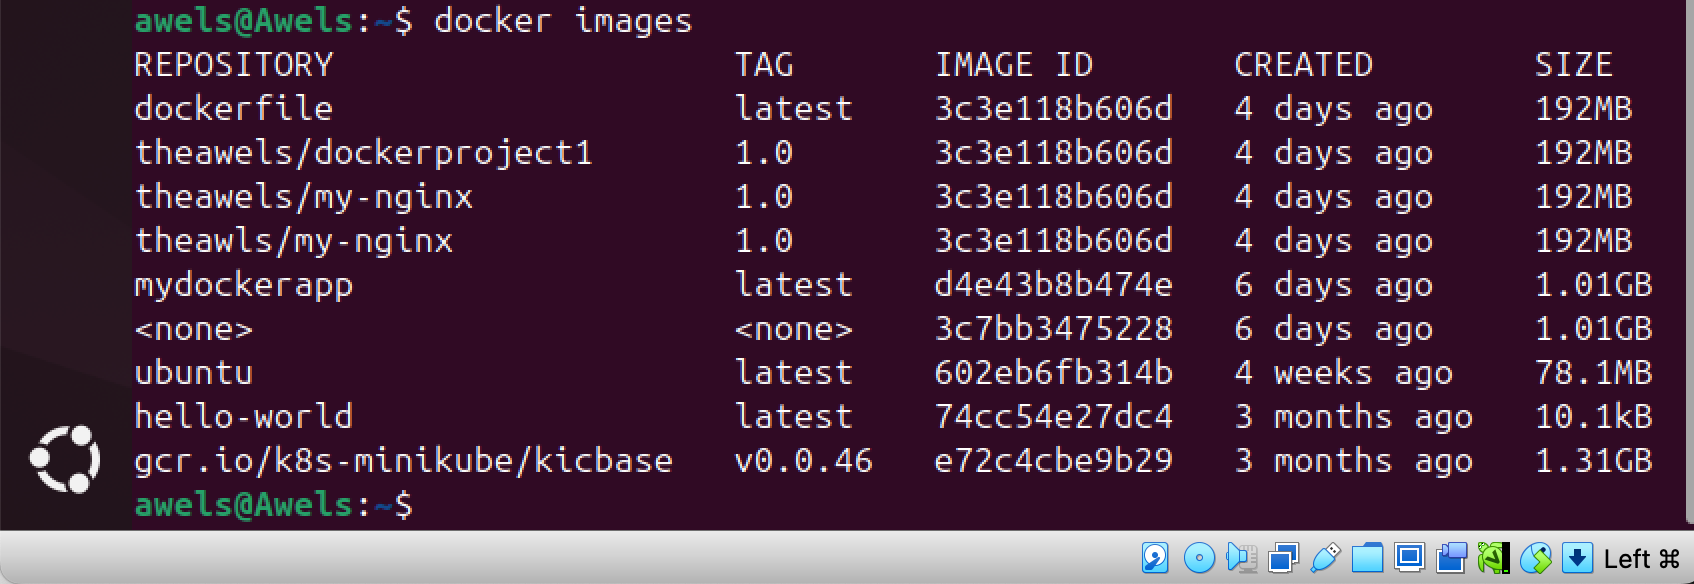 awels@Awels:~$ docker images
REPOSITORY TAG IMAGE ID CREATED SIZE
dockerfile latest 3c3e118b606d 4 days ago 192MB
theawels/dockerproject1 1.0 3c3e118b606d 4 days ago 192MB
theawels/my-nginx 1.0 3c3e118b606d 4 days ago 192MB
theawls/my-nginx 1.0 3c3e118b606d 4 days ago 192MB
mydockerapp latest d4e43b8b474e 6 days ago 1.01GB
<none> <none> 3c7bb3475228 6 days ago 1.01GB
ubuntu latest 602eb6fb314b 4 weeks ago 78.1MB
hello-world latest 74cc54e27dc4 3 months ago 10.1kB
gcr.io/k8s-minikube/kicbase v0.0.46 e72c4cbe9b29 3 months ago 1.31GB
awels@Awels:~$
Left ⌘